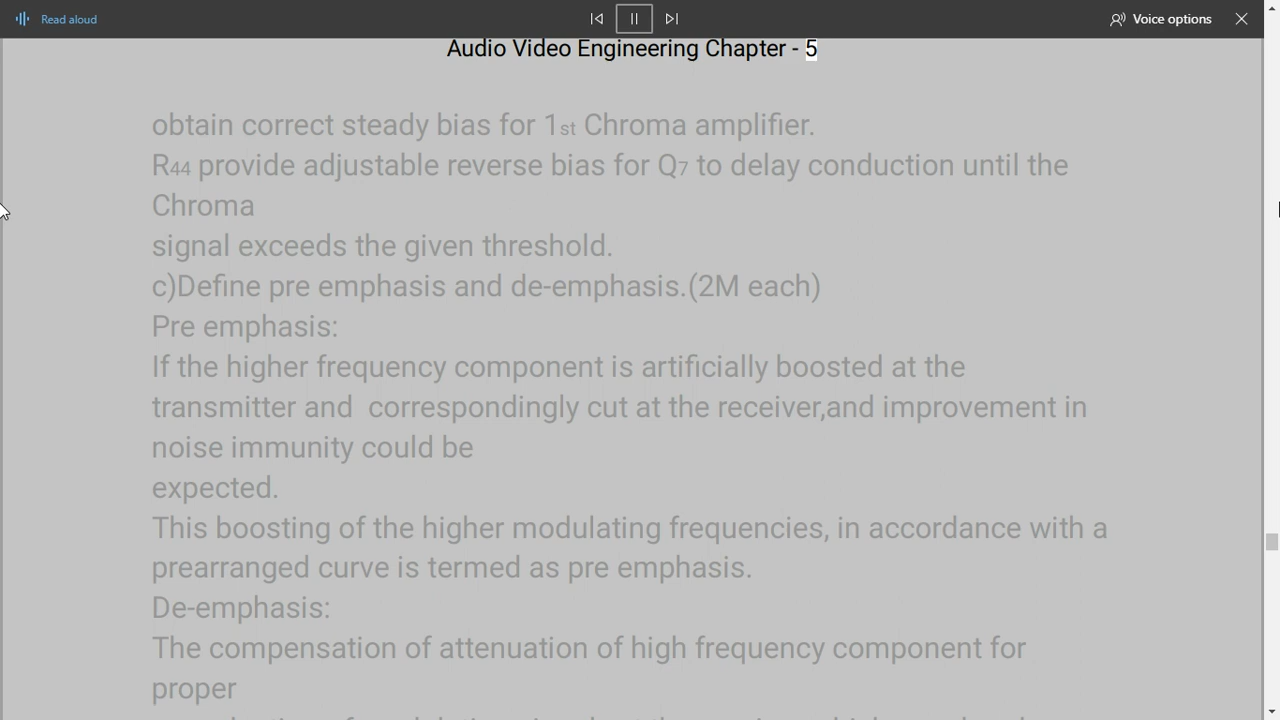 Read aloud
Voice options
Audio Video Engineering Chapter - 5
obtain correct steady bias for 1st Chroma amplifier.
R44 provide adjustable reverse bias for Q7 to delay conduction until the
Chroma
signal exceeds the given threshold.
c)Define pre emphasis and de-emphasis.(2M each)
Pre emphasis:
If the higher frequency component is artificially boosted at the
transmitter and  correspondingly cut at the receiver,and improvement in
noise immunity could be
expected.
This boosting of the higher modulating frequencies, in accordance with a
prearranged curve is termed as pre emphasis.
De-emphasis:
The compensation of attenuation of high frequency component for
proper